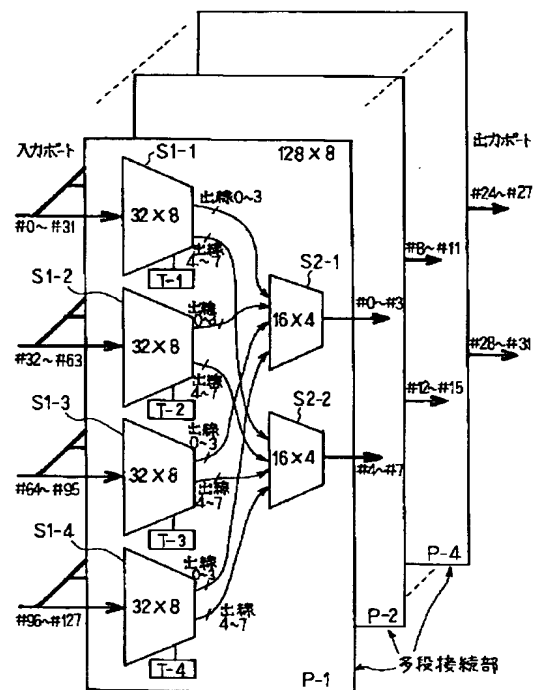 S1-1
128×8
入力ポート
出力ポート
32×8
出線0~3
#24~#27
#0~#31
出線
4~7
#8~#11
T-1
S1-2
S2-1
出線
0~3
16×4
#0~#3
32×8
#28~#31
#32~#63
出線
4~7
S2-2
T-2
#12~#15
S1-3
出線
0~3
16×4
32×8
#4~#7
#64~#95
出線
4~7
T-3
S1-4
P-4
出線
0~3
32×8
出線
4~7
#96~#127
P-2
多段接続部
T-4
P-1